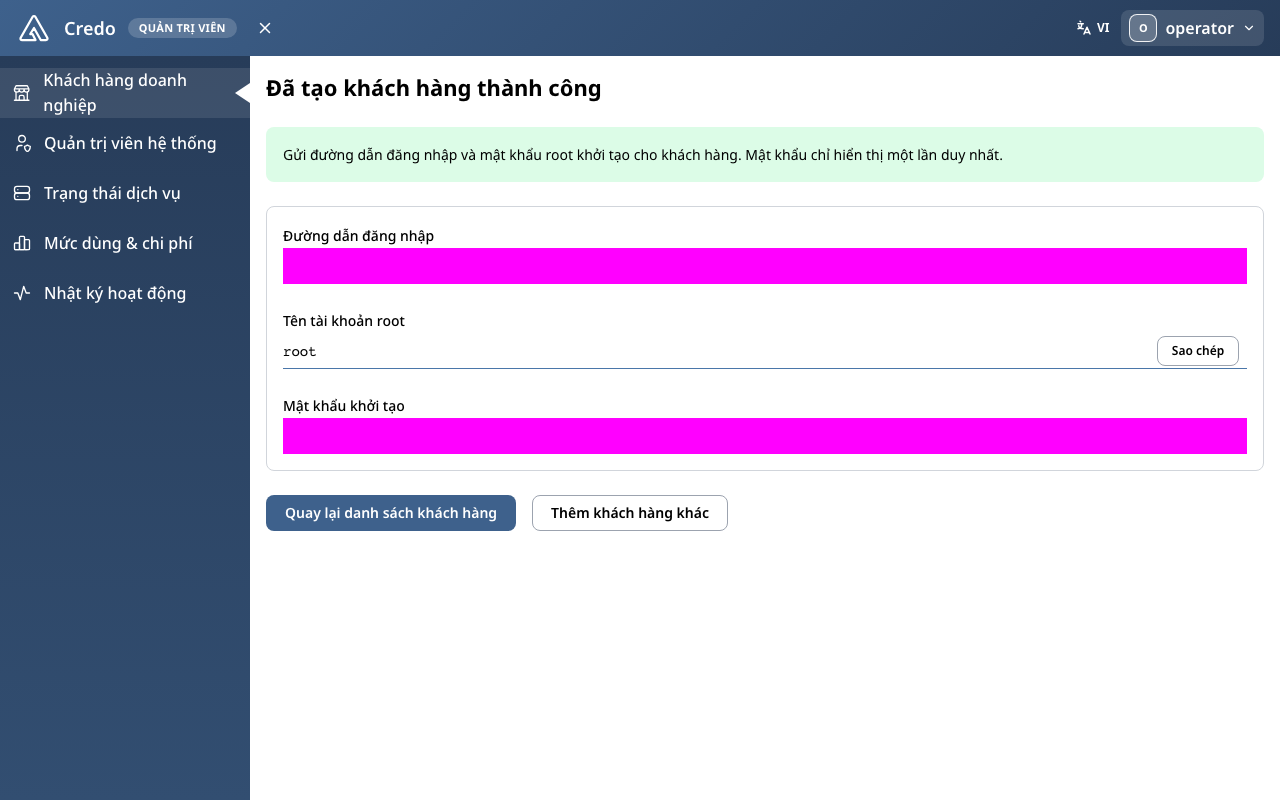 Credo
QUẢN TRỊ VIÊN
VI
O
operator
Khách hàng doanh
nghiệp
Quản trị viên hệ thống
Trạng thái dịch vụ
Mức dùng & chi phí
Nhật ký hoạt động
Đã tạo khách hàng thành công
Gửi đường dẫn đăng nhập và mật khẩu root khởi tạo cho khách hàng. Mật khẩu chỉ hiển thị một lần duy nhất.
Đường dẫn đăng nhập
Tên tài khoản root
root
Sao chép
Mật khẩu khởi tạo
Quay lại danh sách khách hàng
Thêm khách hàng khác